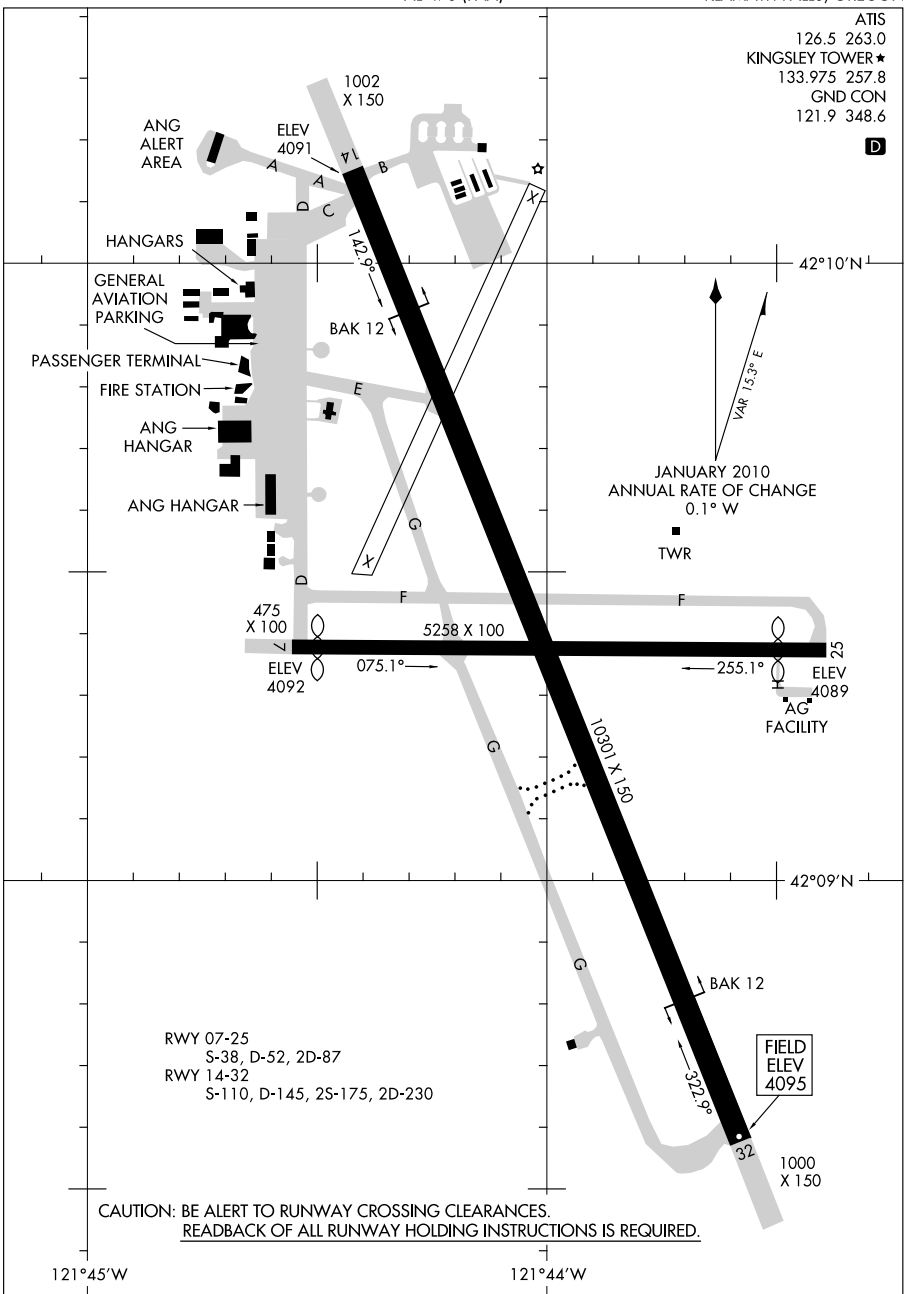 ATIS
126.5 263.0
KINGSLEY TOWER★
133.975 257.8
GND CON
121.9 348.6
D
1002
X 150
ANG
ALERT
AREA
ELEV
4091
14
A
A
B
C
D
HANGARS
142.9°
X
42°10'N
GENERAL
AVIATION
PARKING
BAK 12
PASSENGER TERMINAL
FIRE STATION
E
VAR 15.3° E
ANG
HANGAR
JANUARY 2010
ANNUAL RATE OF CHANGE
0.1° W
ANG HANGAR
G
TWR
X
D
F
F
475
X 100
5258 X 100
7
25
ELEV
4092
075.1°
255.1°
ELEV
4089
AG
FACILITY
G
10301 X 150
42°09'N
G
BAK 12
RWY 07-25
S-38, D-52, 2D-87
RWY 14-32
S-110, D-145, 2S-175, 2D-230
FIELD
ELEV
4095
322.9°
32
1000
X 150
CAUTION: BE ALERT TO RUNWAY CROSSING CLEARANCES.
READBACK OF ALL RUNWAY HOLDING INSTRUCTIONS IS REQUIRED.
121°45'W
121°44'W